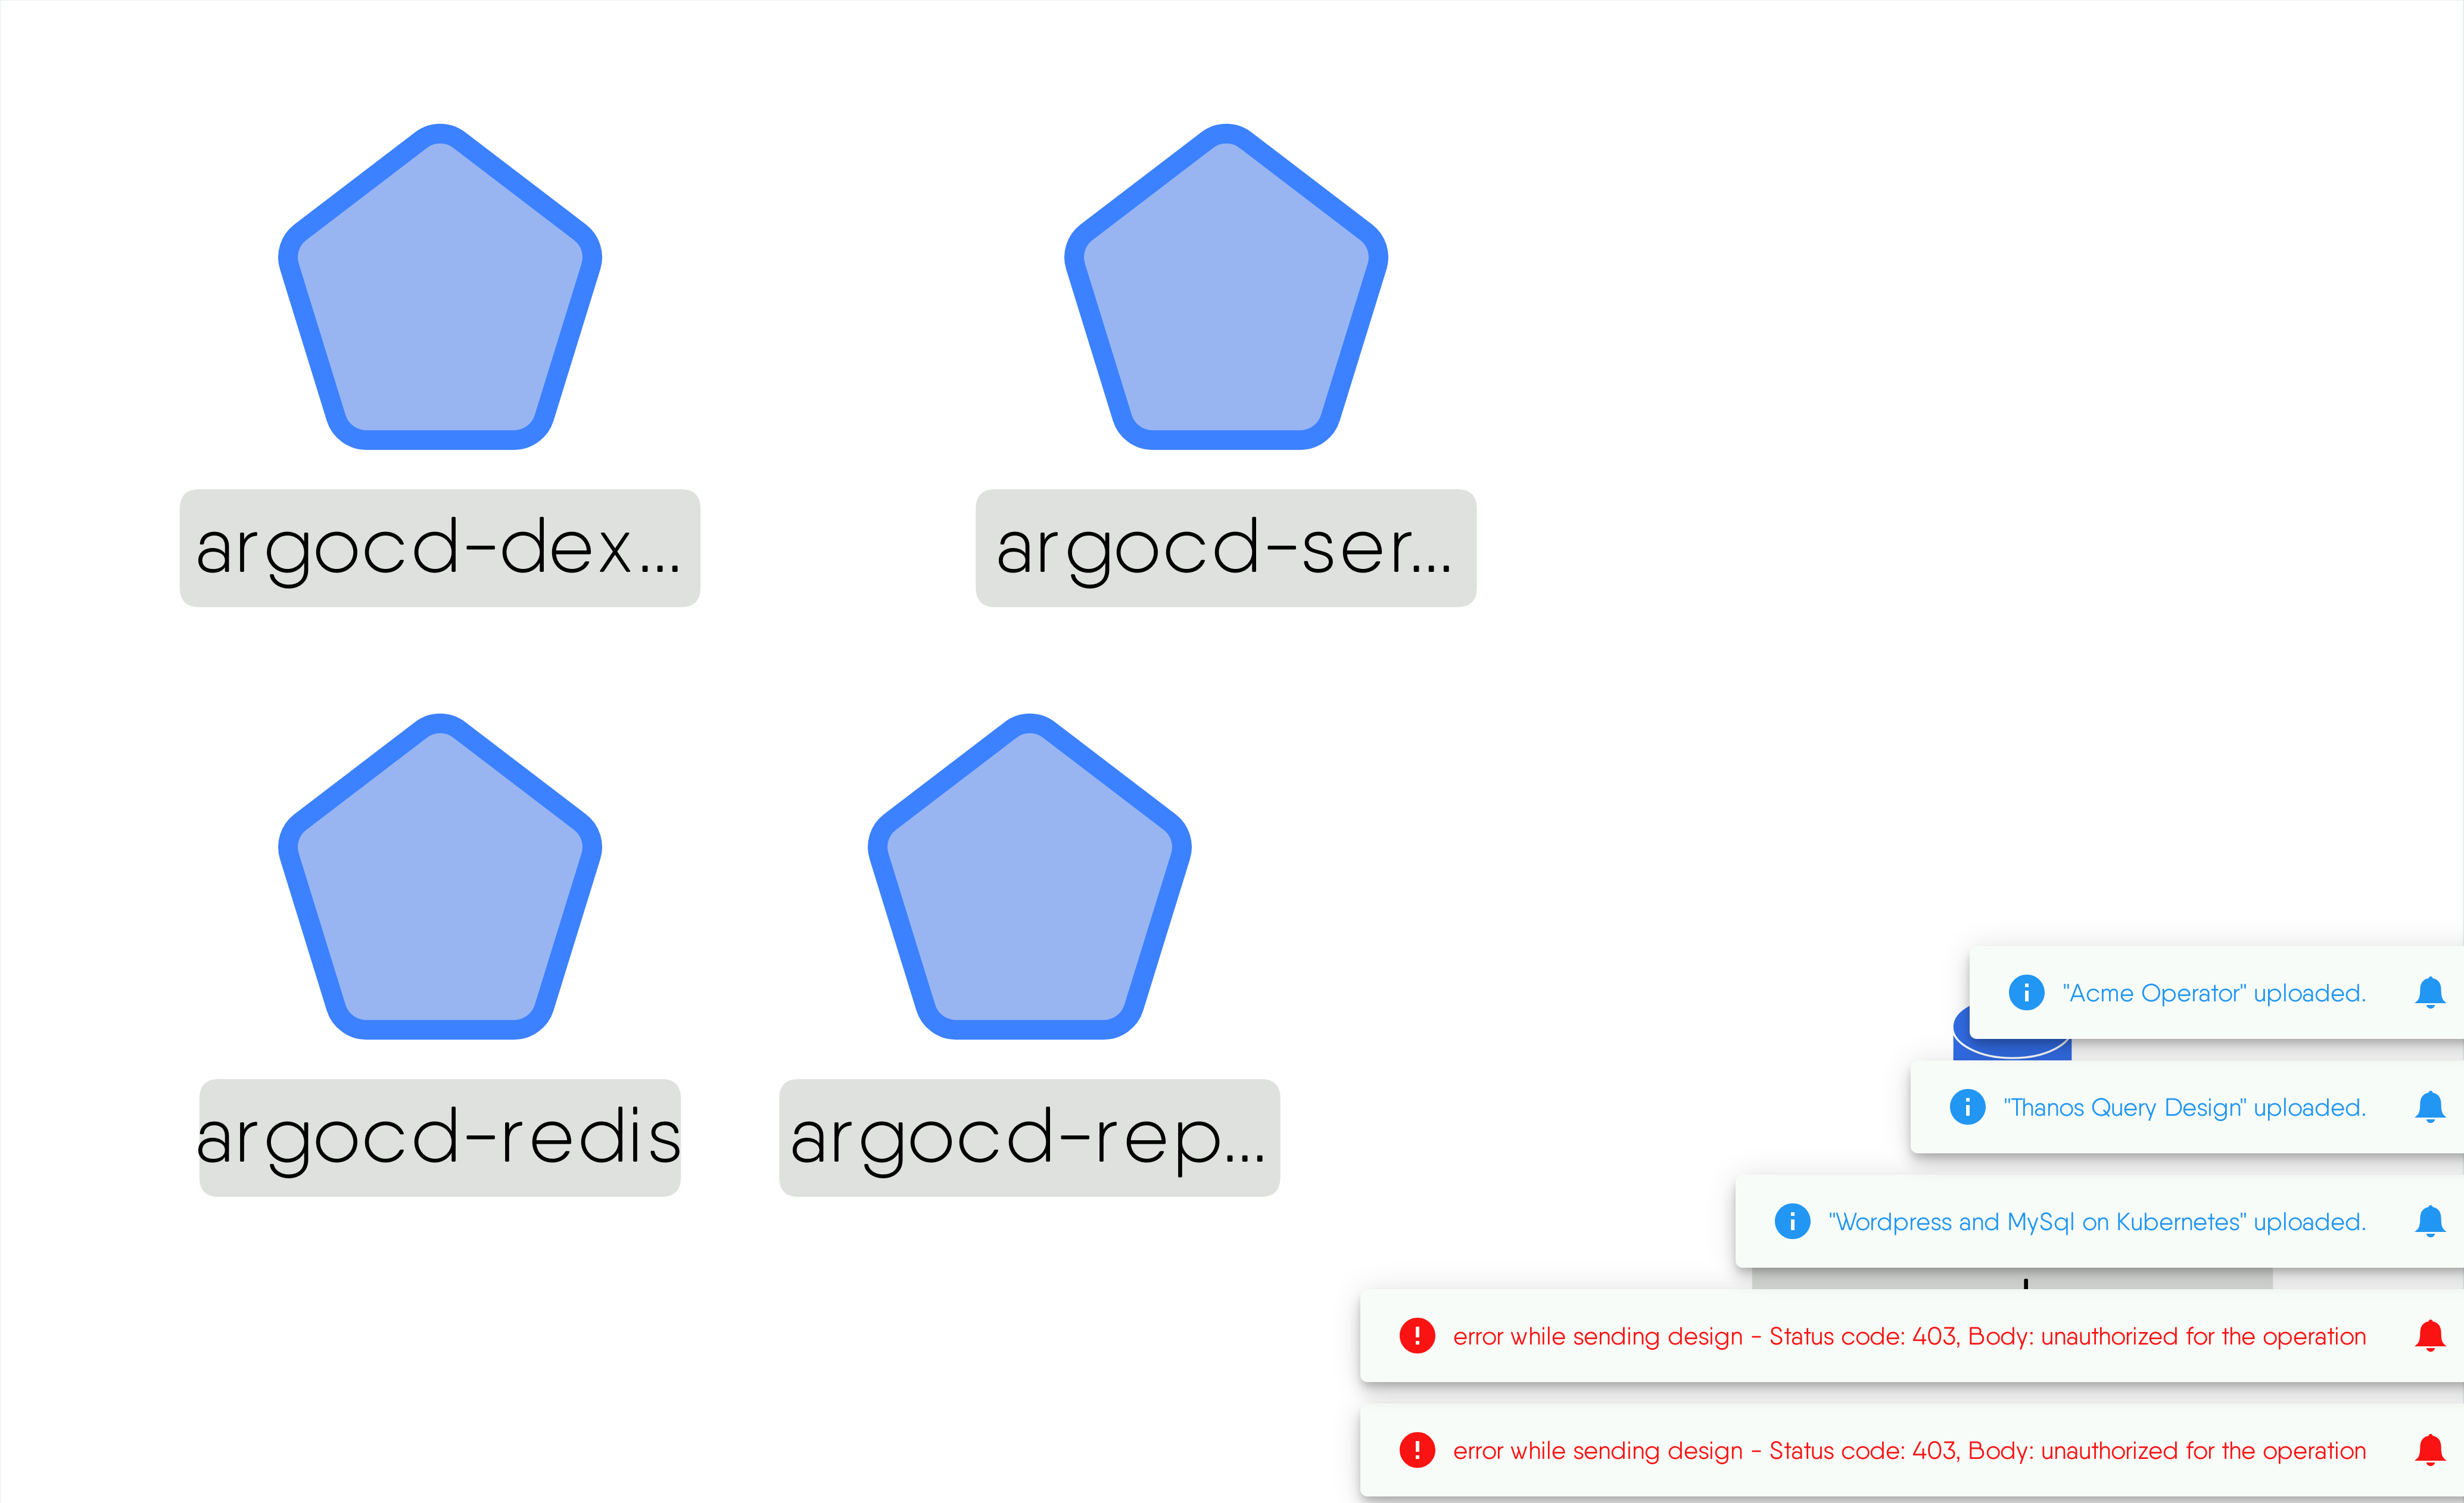 argocd-dex...
argocd-ser...
argocd-redis
argocd-rep...
"Acme Operator" uploaded.
"Thanos Query Design" uploaded.
"Wordpress and MySql on Kubernetes" uploaded.
error while sending design - Status code: 403, Body: unauthorized for the operation
error while sending design - Status code: 403, Body: unauthorized for the operation